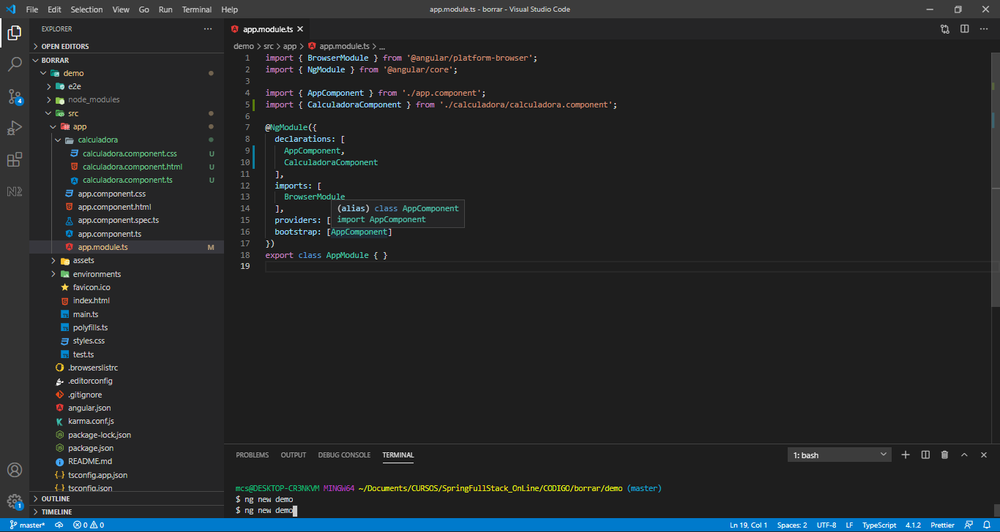 File Edit Selection View Go Run Terminal Help
app.module.ts - borrar - Visual Studio Code
EXPLORER
OPEN EDITORS
BORRAR
demo
e2e
node_modules
src
app
calculadora
calculadora.component.css U
calculadora.component.html U
calculadora.component.ts U
app.component.css
app.component.html
app.component.spec.ts
app.component.ts
app.module.ts M
assets
environments
favicon.ico
index.html
main.ts
polyfills.ts
styles.css
test.ts
.browserslistrc
.editorconfig
.gitignore
angular.json
karma.conf.js
package-lock.json
package.json
README.md
tsconfig.app.json
tsconfig.json
OUTLINE
TIMELINE
4
N2
1
app.module.ts
demo > src > app > app.module.ts > ...
1 import { BrowserModule } from '@angular/platform-browser';
2 import { NgModule } from '@angular/core';
3
4 import { AppComponent } from './app.component';
5 import { CalculadoraComponent } from './calculadora/calculadora.component';
6
7 @NgModule({
8 declarations: [
9 AppComponent,
10 CalculadoraComponent
11 ],
12 imports: [
13 BrowserModule
14 ],
15 providers: [
16 bootstrap: [AppComponent]
17 })
18 export class AppModule { }
19
(alias) class AppComponent
import AppComponent
PROBLEMS OUTPUT DEBUG CONSOLE TERMINAL
1: bash
mcs@DESKTOP-CR3NKVM MINGW64 ~/Documents/CURSOS/SpringFullStack_OnLine/CODIGO/borrar/demo (master)
$ ng new demo
$ ng new demo
master* 0 0
Ln 19, Col 1 Spaces: 2 UTF-8 LF TypeScript 4.1.2 Prettier